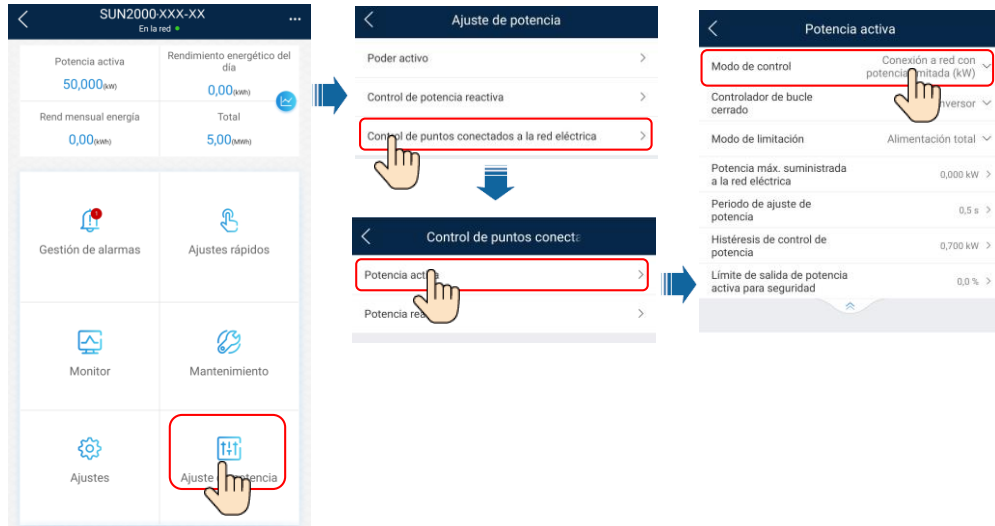 SUN2000-XXX-XX
En la red
Potencia activa
50,000(kW)
Rendimiento energético del
día
0,00(kWh)
Rend mensual energía
0,00(kWh)
Total
5,00(MWh)
1
Gestión de alarmas
Ajustes rápidos
Monitor
Mantenimiento
Ajustes
Ajuste potencia
Ajuste de potencia
Poder activo
Control de potencia reactiva
Control de puntos conectados a la red eléctrica
Control de puntos conecta
Potencia activa
Potencia
Potencia activa
Modo de control
Conexión a red con
potencia limitada (kW)
Controlador de bucle
cerrado
Modo de limitación
Alimentación total
Potencia máx. suministrada
a la red eléctrica
0,000 kW
Periodo de ajuste de
potencia
0,5 s
Histéresis de control de
potencia
0,700 kW
Límite de salida de potencia
activa para seguridad
0,0 %